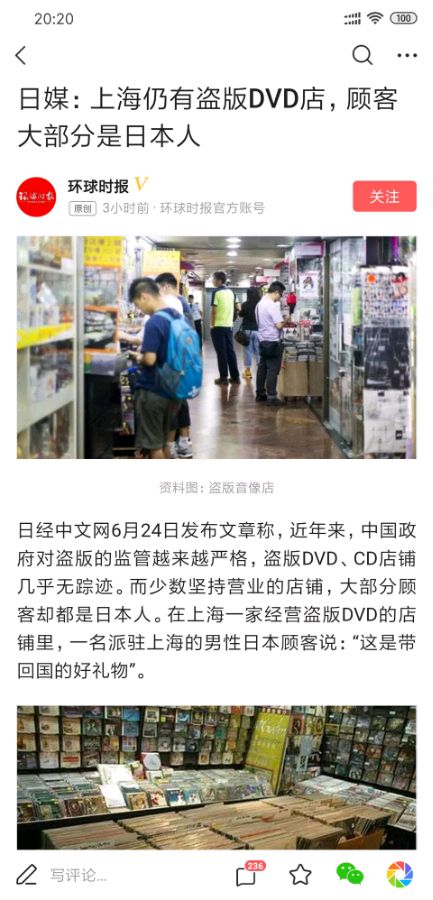 20:20
100
日媒：上海仍有盗版DVD店，顾客
大部分是日本人
环球时报
环球时报 V
原创 3小时前 · 环球时报官方账号
关注
资料图：盗版音像店
日经中文网6月24日发布文章称，近年来，中国政
府对盗版的监管越来越严格，盗版DVD、CD店铺
几乎无踪迹。而少数坚持营业的店铺，大部分顾
客却都是日本人。在上海一家经营盗版DVD的店
铺里，一名派驻上海的男性日本顾客说：“这是带
回国的好礼物”。
写评论...
236